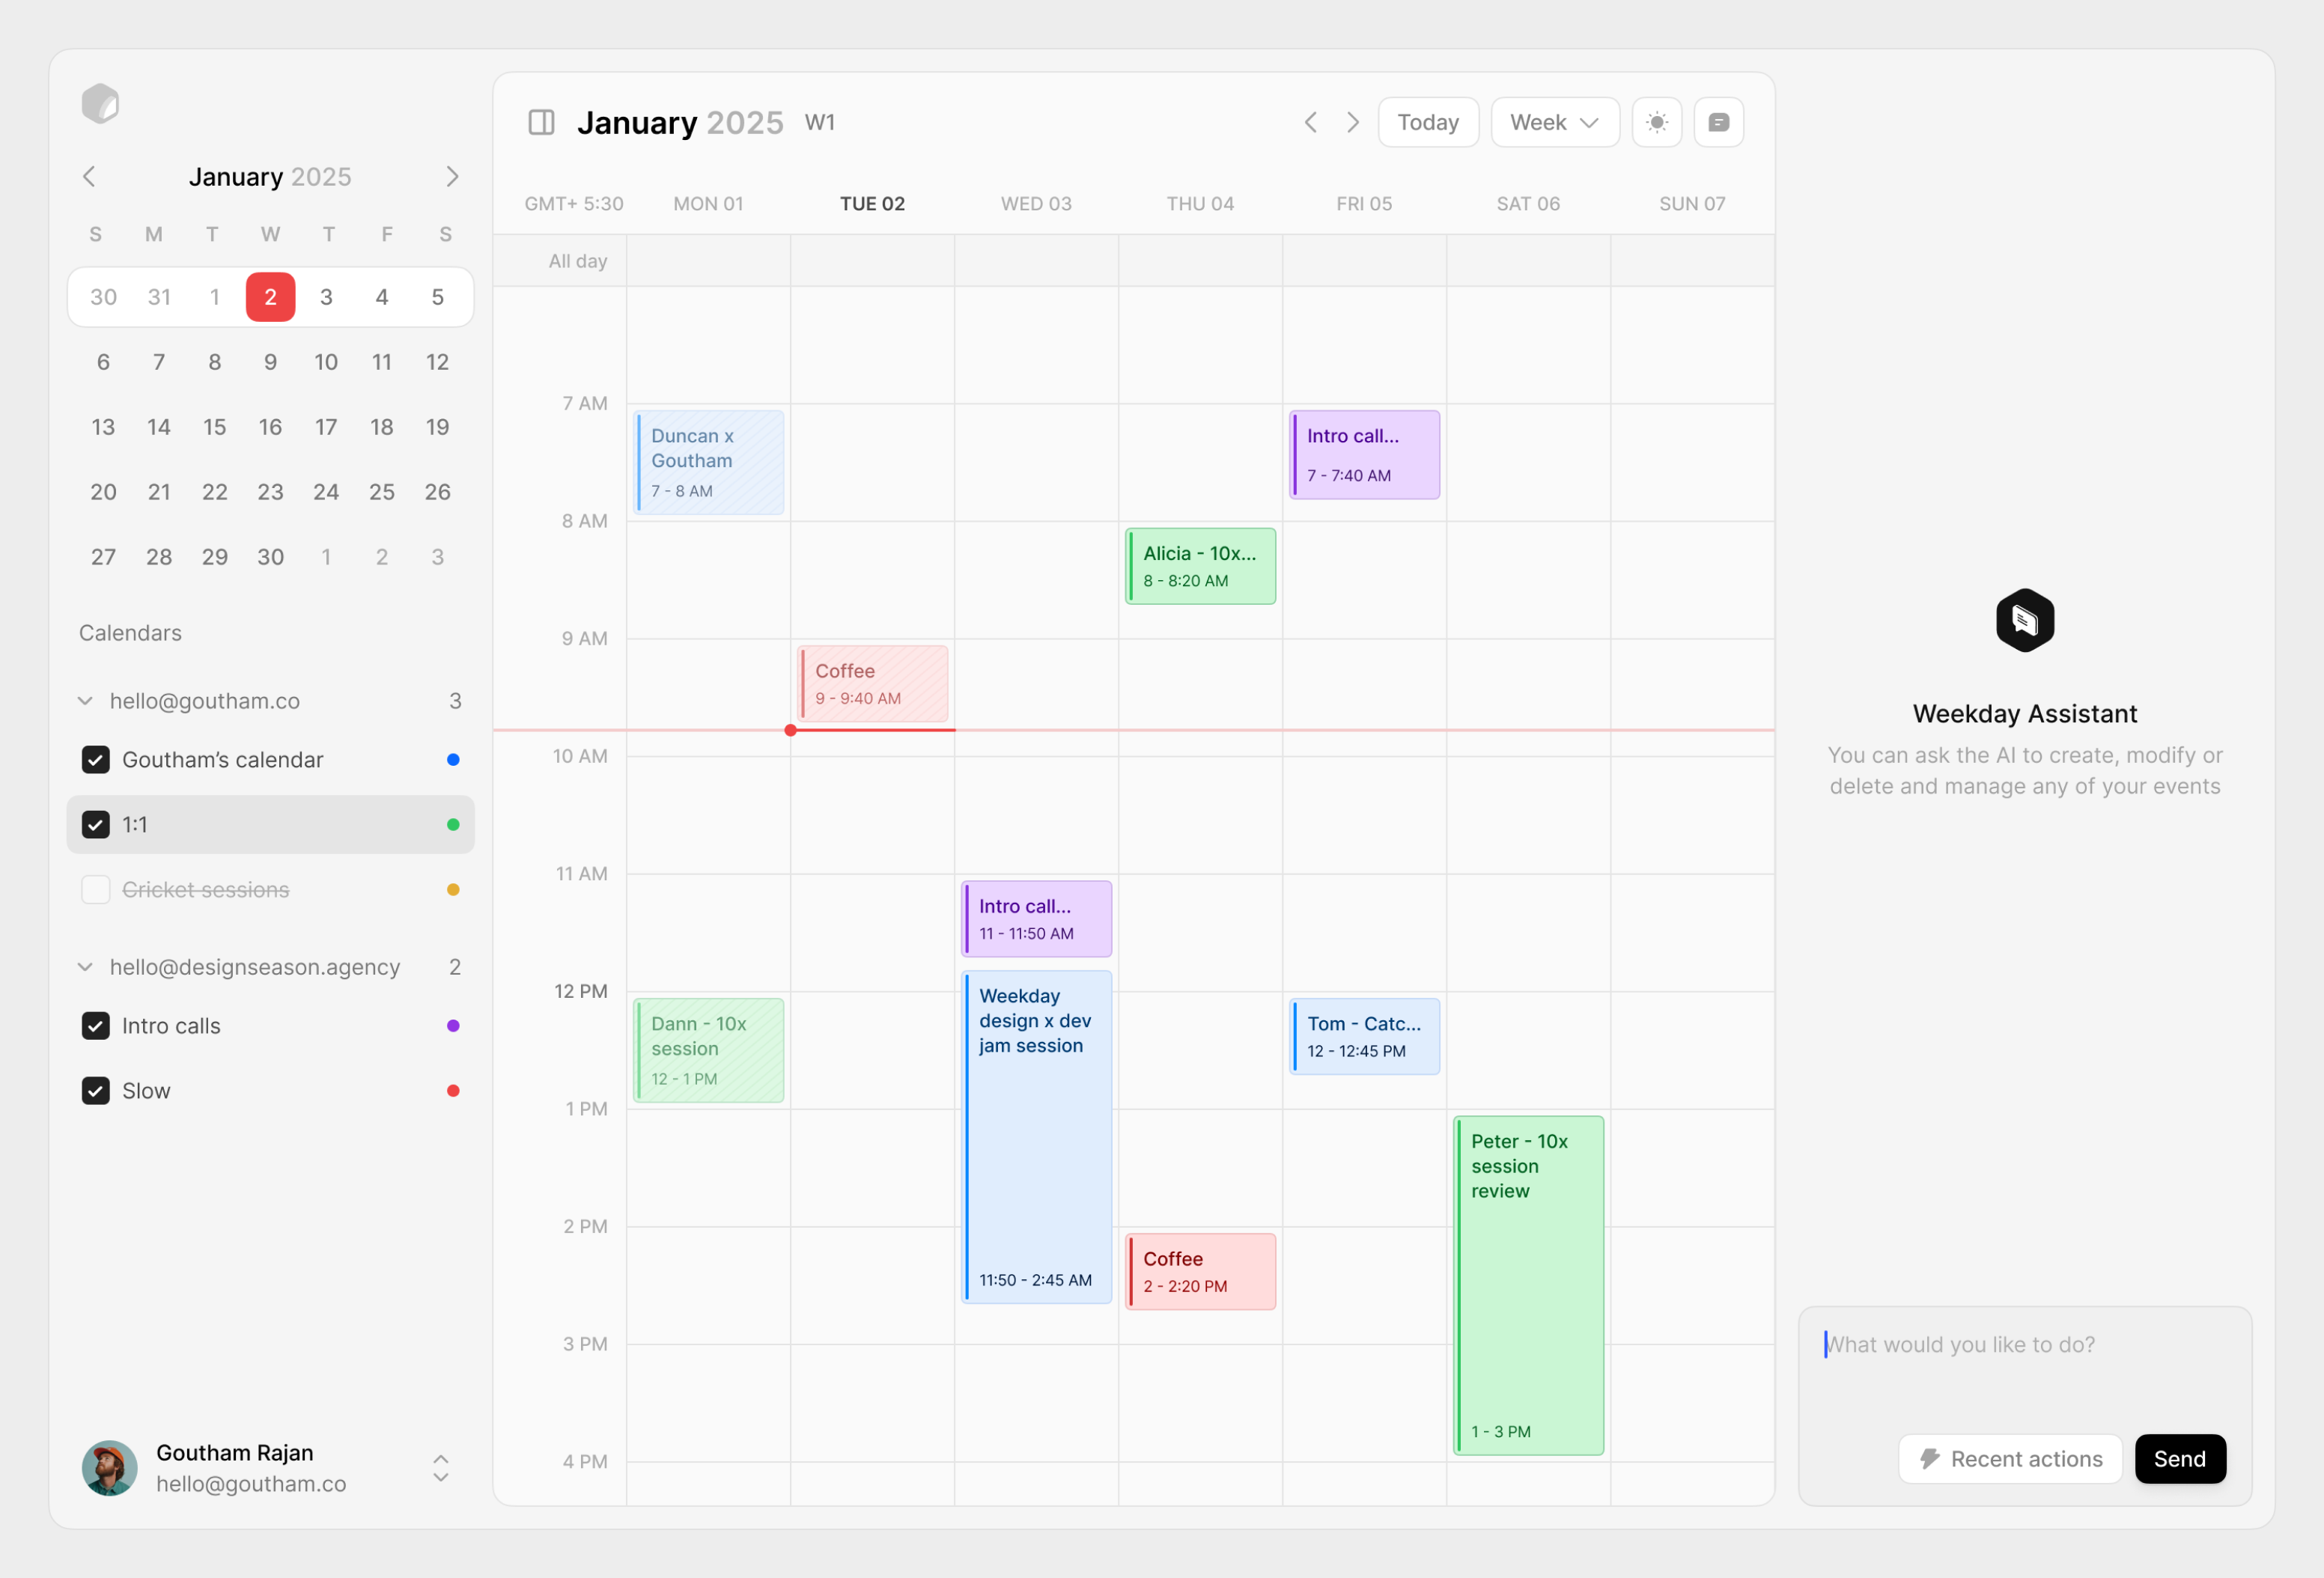 January 2025
S M T W T F S
30 31 1 2 3 4 5
6 7 8 9 10 11 12
13 14 15 16 17 18 19
20 21 22 23 24 25 26
27 28 29 30 1 2 3
Calendars
hello@goutham.co 3
Goutham’s calendar
1:1
Cricket sessions
hello@designseason.agency 2
Intro calls
Slow
Goutham Rajan
hello@goutham.co
January 2025 W1
Today
Week
GMT+ 5:30 MON 01 TUE 02 WED 03 THU 04 FRI 05 SAT 06 SUN 07
All day
7 AM
8 AM
9 AM
10 AM
11 AM
12 PM
1 PM
2 PM
3 PM
4 PM
Duncan x
Goutham
7 - 8 AM
Dann - 10x
session
12 - 1 PM
Coffee
9 - 9:40 AM
Intro call...
11 - 11:50 AM
Weekday
design x dev
jam session
11:50 - 2:45 AM
Alicia - 10x...
8 - 8:20 AM
Coffee
2 - 2:20 PM
Intro call...
7 - 7:40 AM
Tom - Catc...
12 - 12:45 PM
Peter - 10x
session
review
1 - 3 PM
Weekday Assistant
You can ask the AI to create, modify or
delete and manage any of your events
What would you like to do?
Recent actions
Send